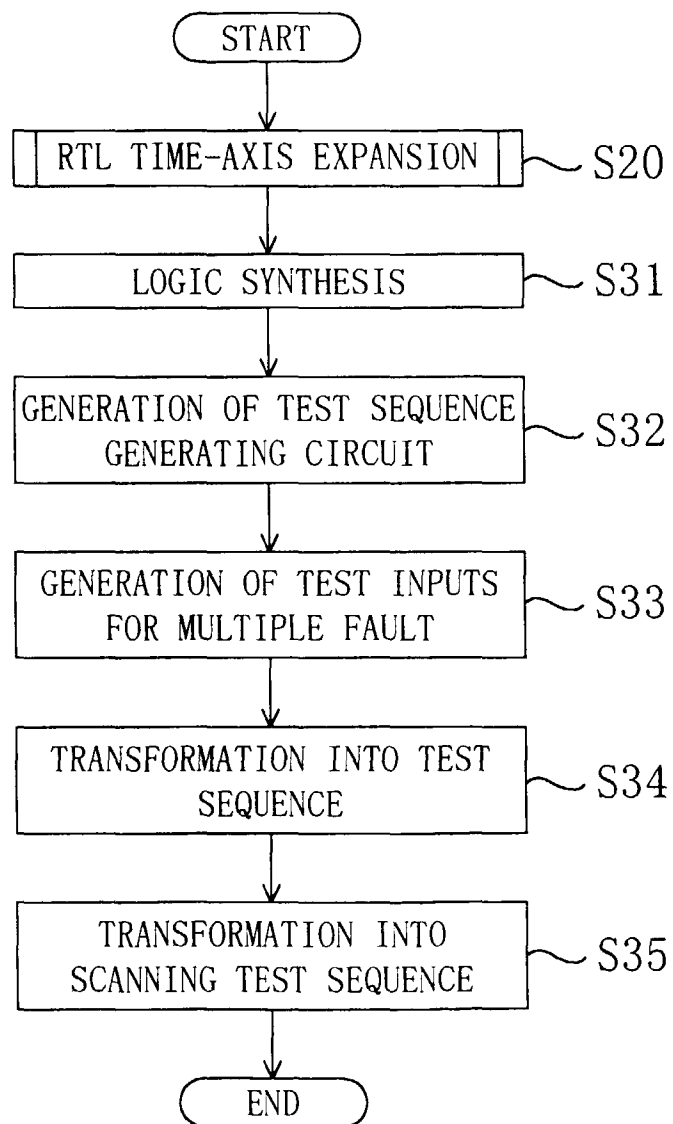 START
RTL TIME-AXIS EXPANSION
S20
LOGIC SYNTHESIS
S31
GENERATION OF TEST SEQUENCE
GENERATING CIRCUIT
S32
GENERATION OF TEST INPUTS
FOR MULTIPLE FAULT
S33
TRANSFORMATION INTO TEST
SEQUENCE
S34
TRANSFORMATION INTO
SCANNING TEST SEQUENCE
S35
END